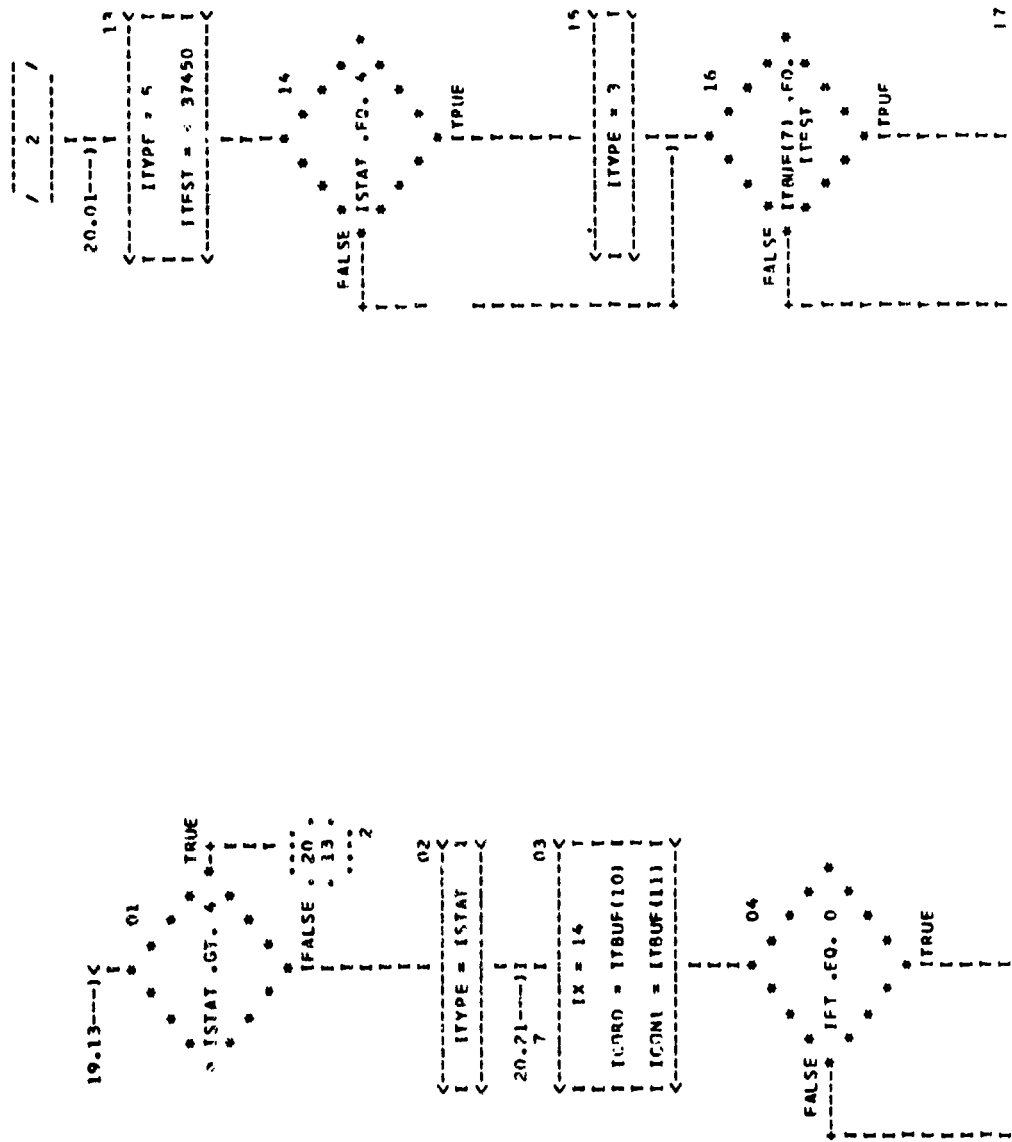 19.13--->
01
ISTAT .GT. 4
TRUE
20
13
2
FALSE
02
ITYPE = ISTAT
20.21--->
7
03
IX = 14
ICORD = ITBUF(10)
ICONL = ITBUF(11)
04
IFT .EQ. 0
FALSE
TRUE
/ 2 /
20.01--->
13
ITYPE = 5
ITEST = < 37450
14
ISTAT .EQ. 4
FALSE
TRUE
15
ITYPE = 3
16
ITBUF(7) .EQ.
ITEST
FALSE
TRUE
17